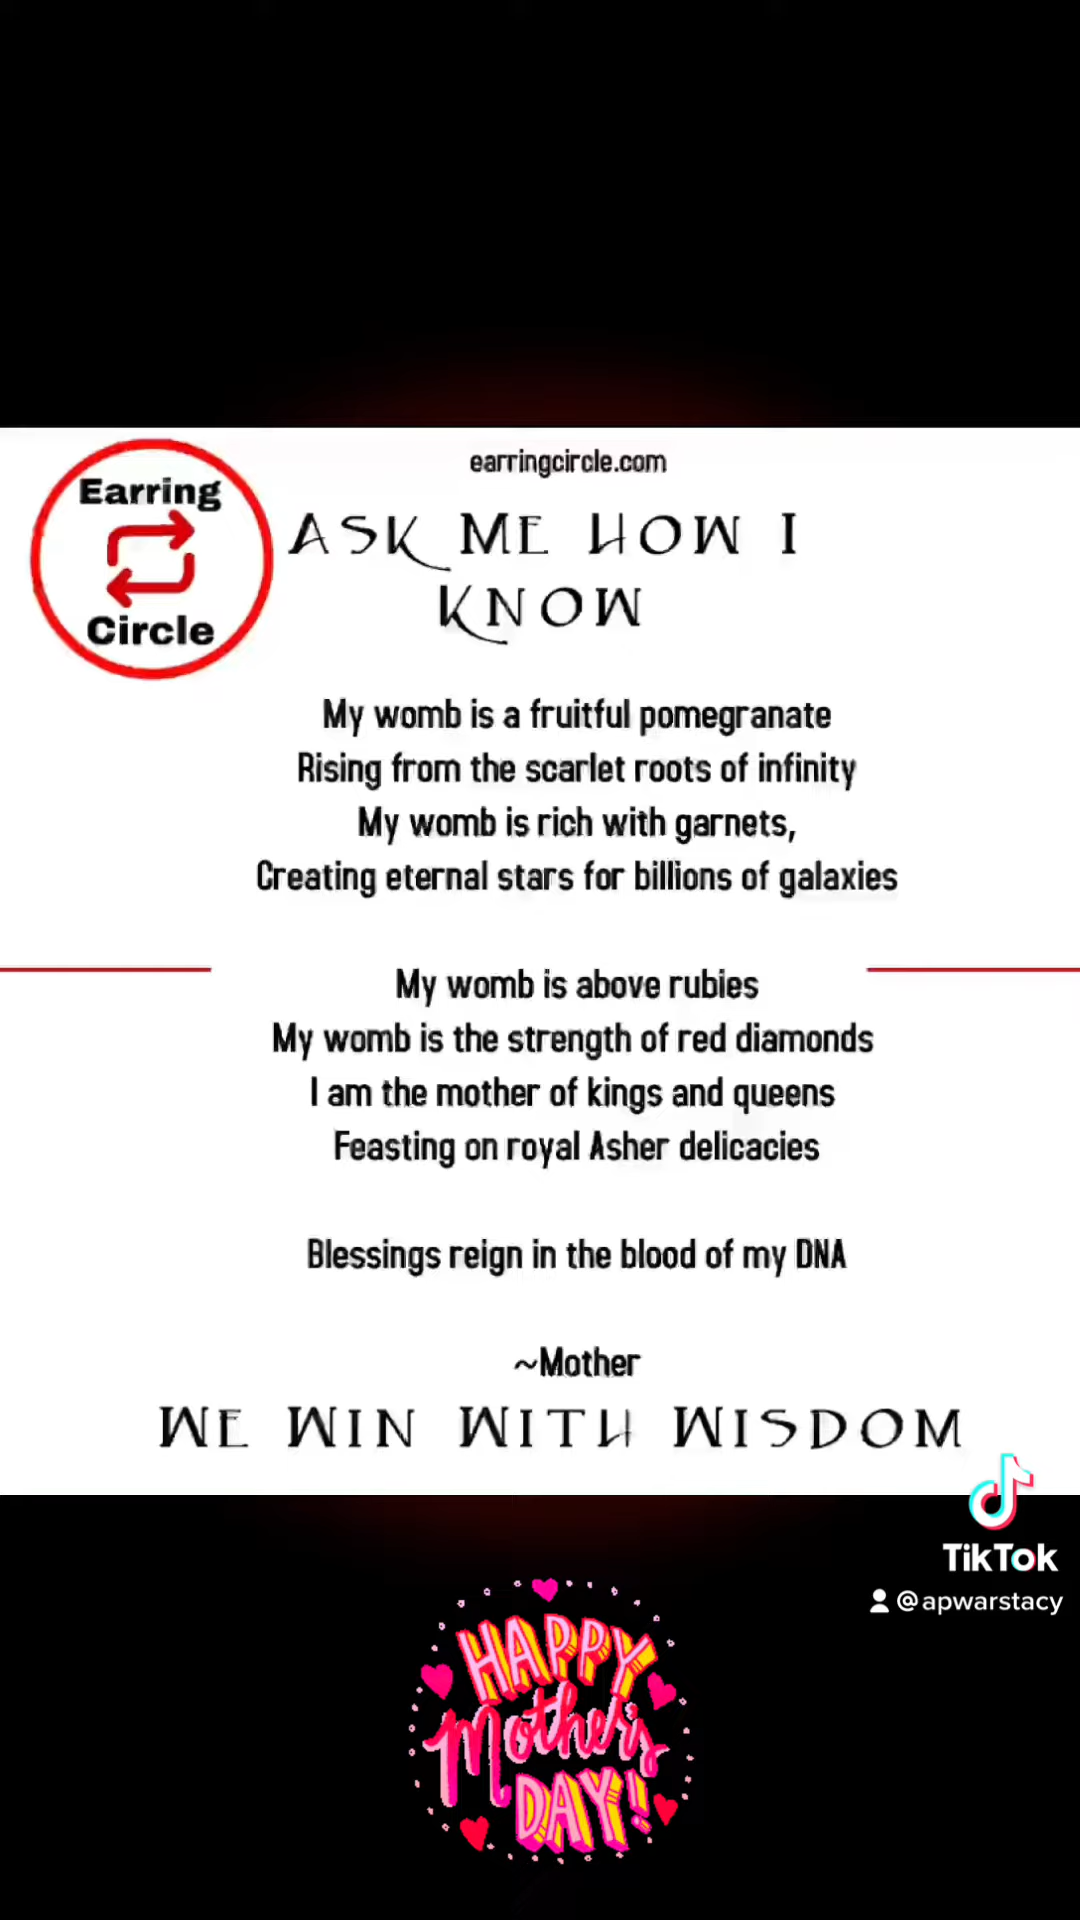 earringcircle.com
Earring
Circle
ASK ME HOW I
KNOW
My womb is a fruitful pomegranate
Rising from the scarlet roots of infinity
My womb is rich with garnets,
Creating eternal stars for billions of galaxies
My womb is above rubies
My womb is the strength of red diamonds
I am the mother of kings and queens
Feasting on royal Asher delicacies
Blessings reign in the blood of my DNA
~Mother
WE WIN WITH WISDOM
TikTok
@apwarstacy
HAPPY
Mother's
DAY!